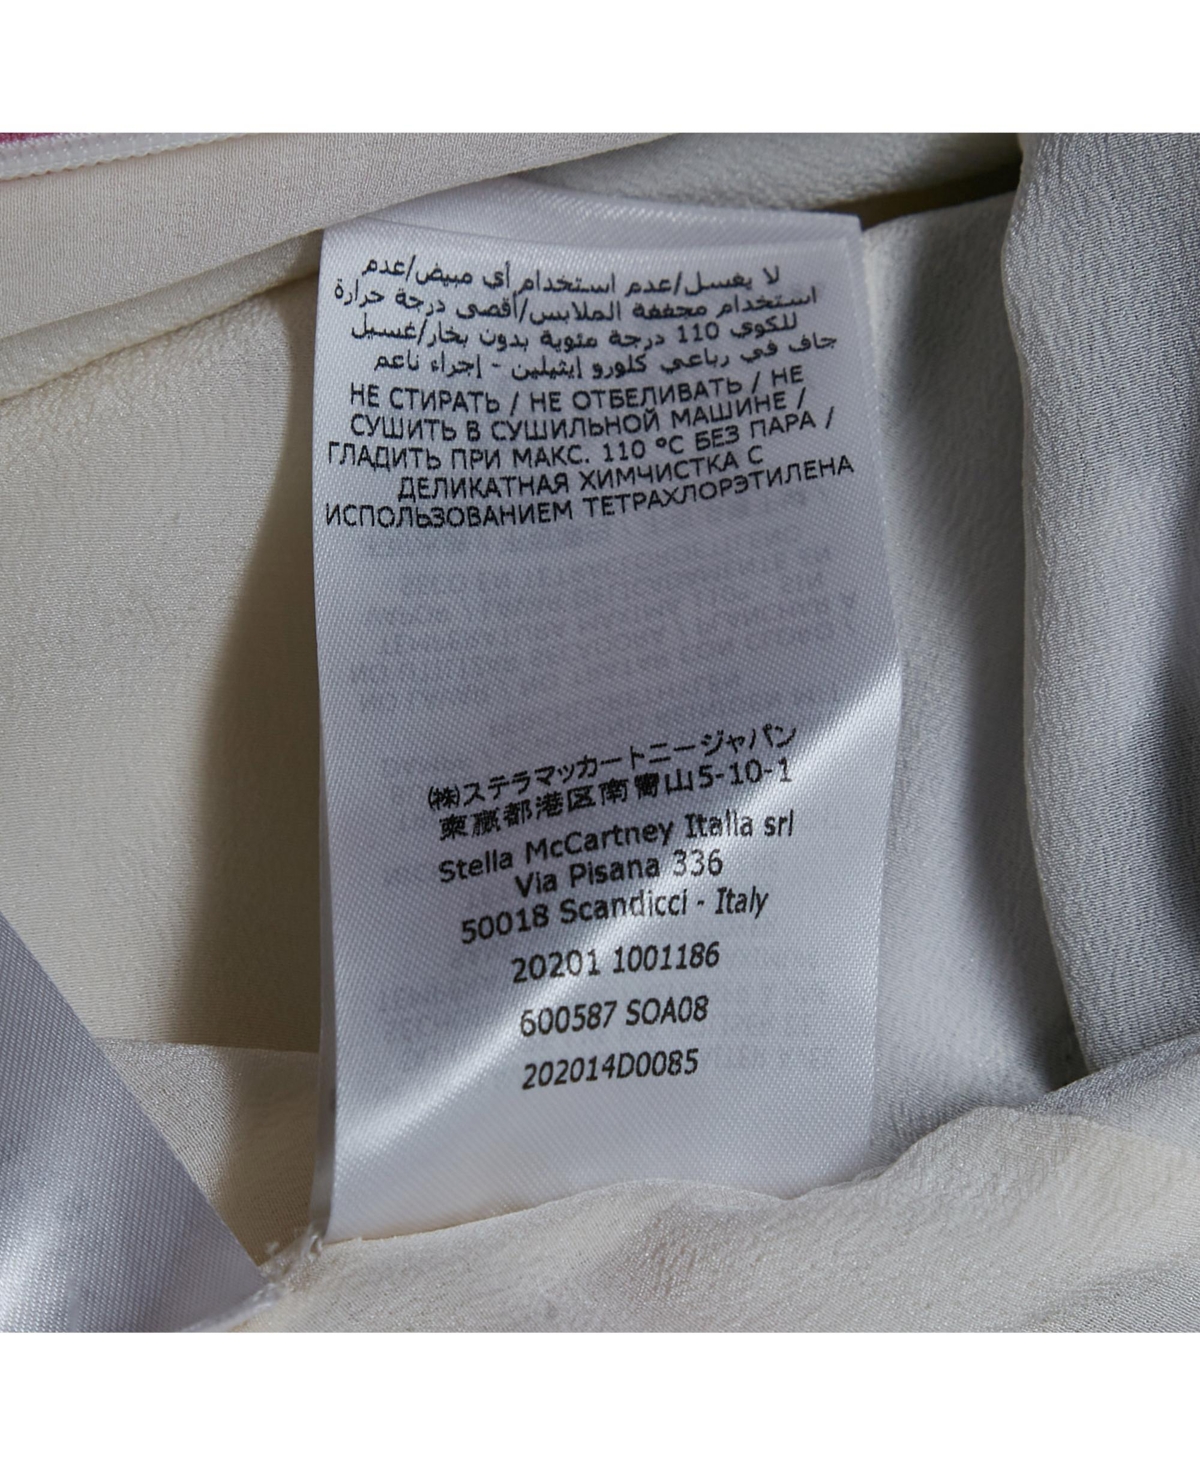 لا يغسل/عدم استخدام أي مبيض/عدم
استخدام مجففة الملابس/أقصى درجة حرارة
للكوي 110 درجة مئوية بدون بخار/غسيل
جاف في رباعي كلورو إيثيلين - إجراء ناعم
НЕ СТИРАТЬ / НЕ ОТБЕЛИВАТЬ / НЕ
СУШИТЬ В СУШИЛЬНОЙ МАШИНЕ /
ГЛАДИТЬ ПРИ МАКС. 110 °C БЕЗ ПАРА /
ДЕЛИКАТНАЯ ХИМЧИСТКА С
ИСПОЛЬЗОВАНИЕМ ТЕТРАХЛОРЭТИЛЕНА
㈱ステラマッカートニージャパン
東京都港区南青山5-10-1
Stella McCartney Italia srl
Via Pisana 336
50018 Scandicci - Italy
20201 1001186
600587 SOA08
202014D0085